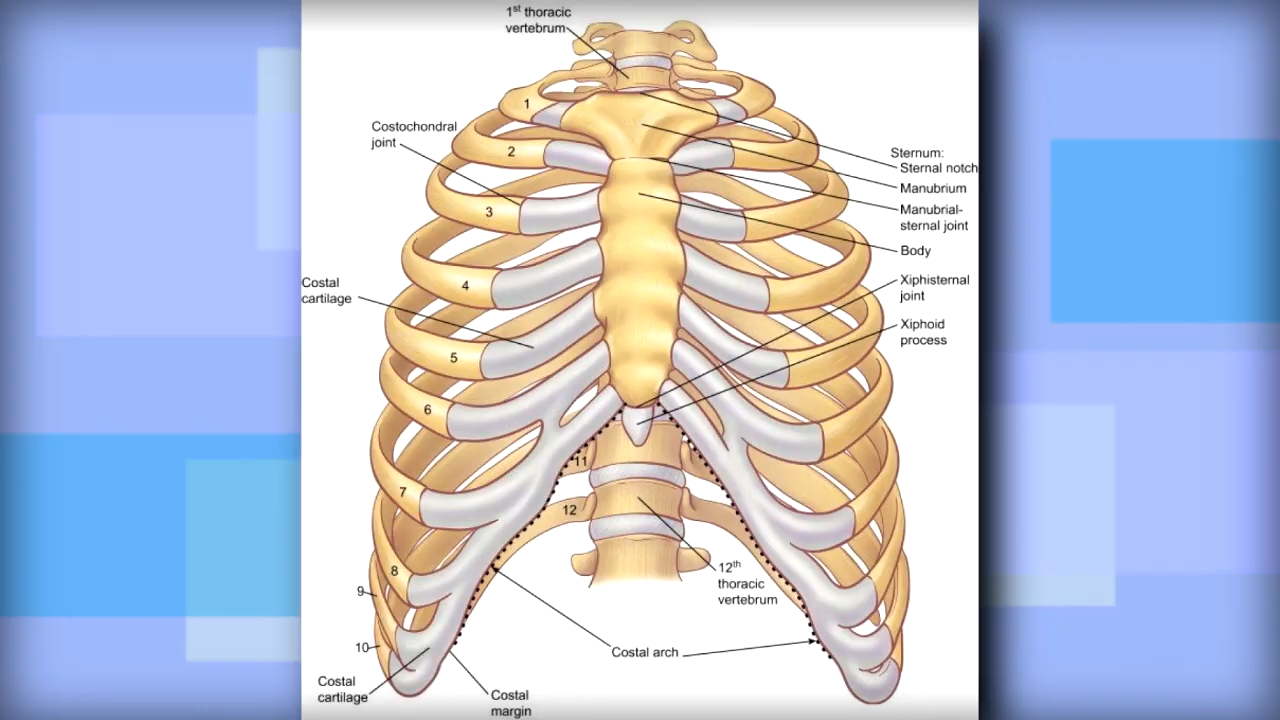 1st thoracic
vertebrum
1
Costochondral
joint
2
Sternum:
Sternal notch
Manubrium
3
Manubrial-
sternal joint
Body
4
Costal
cartilage
Xiphisternal
joint
Xiphoid
process
5
6
11
7
12
8
12th
thoracic
vertebrum
9
10
Costal arch
Costal
cartilage
Costal
margin